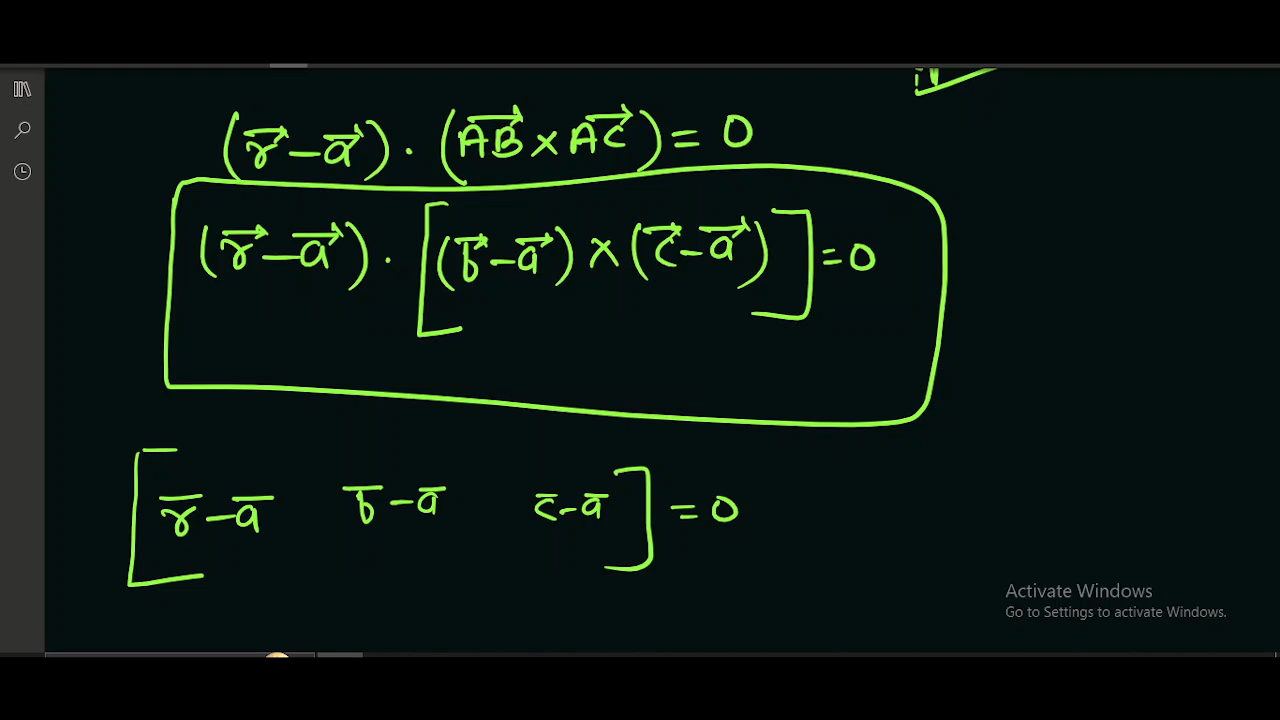 (r⃗ – a⃗) · (AB⃗ × AC⃗) = 0
(r⃗ – a⃗) · [(b⃗ – a⃗) × (c⃗ – a⃗)] = 0
[r̅ – a̅ b̅ – a̅ c̅ – a̅] = 0
Activate Windows
Go to Settings to activate Windows.